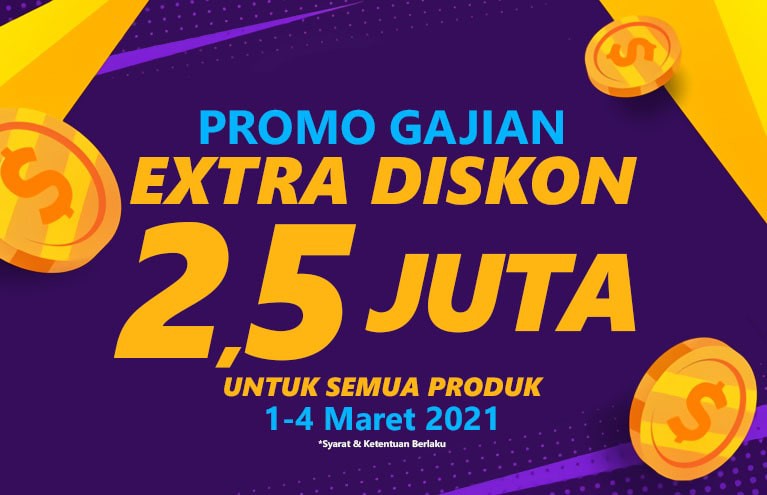 PROMO GAJIAN
EXTRA DISKON
2,5 JUTA
UNTUK SEMUA PRODUK
1-4 Maret 2021
*Syarat & Ketentuan Berlaku